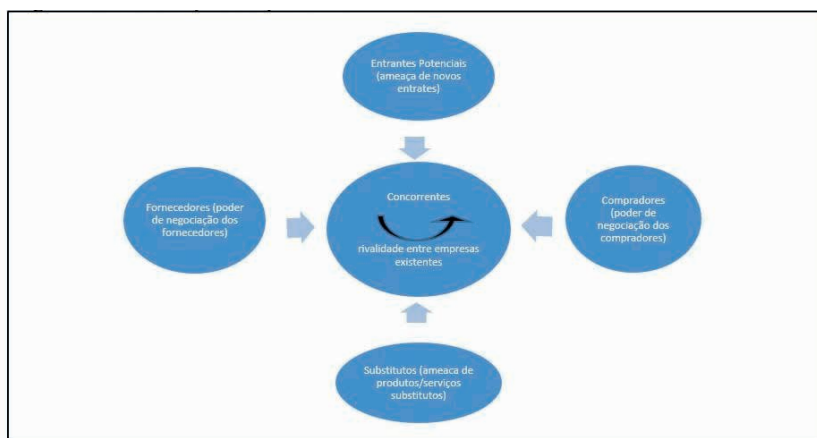 Entrantes Potenciais
(ameaça de novos
entrates)
Fornecedores (poder
de negociação dos
fornecedores)
Concorrentes
rivalidade entre empresas
existentes
Compradores
(poder de
negociação dos
compradores)
Substitutos (ameaca de
produtos/serviços
substitutos)